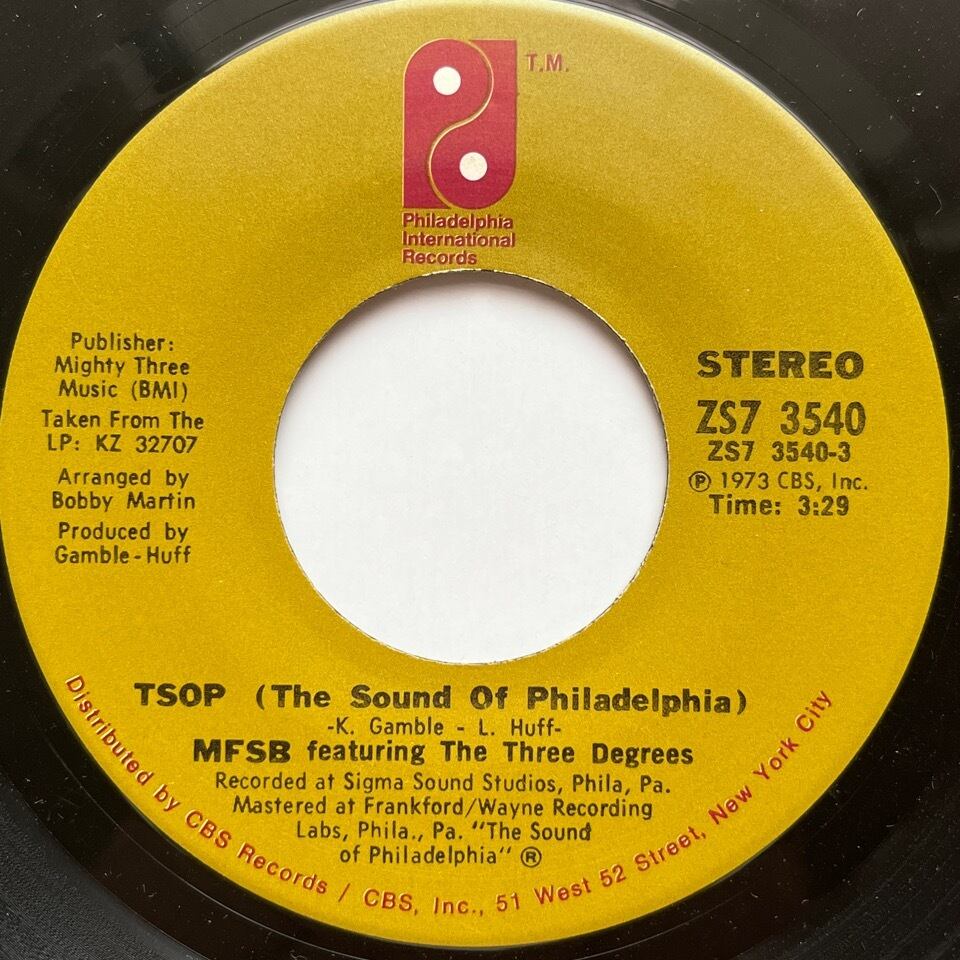 T.M.
Philadelphia
International
Records
Publisher:
Mighty Three
Music (BMI)
Taken From The
LP: KZ 32707
Arranged by
Bobby Martin
Produced by
Gamble-Huff
STEREO
ZS7 3540
ZS7 3540-3
℗ 1973 CBS, Inc.
Time: 3:29
TSOP (The Sound Of Philadelphia)
-K. Gamble - L. Huff-
MFSB featuring The Three Degrees
Recorded at Sigma Sound Studios, Phila, Pa.
Mastered at Frankford/Wayne Recording
Labs, Phila., Pa. "The Sound
of Philadelphia" ®
Distributed by CBS Records / CBS, Inc., 51 West 52 Street, New York City